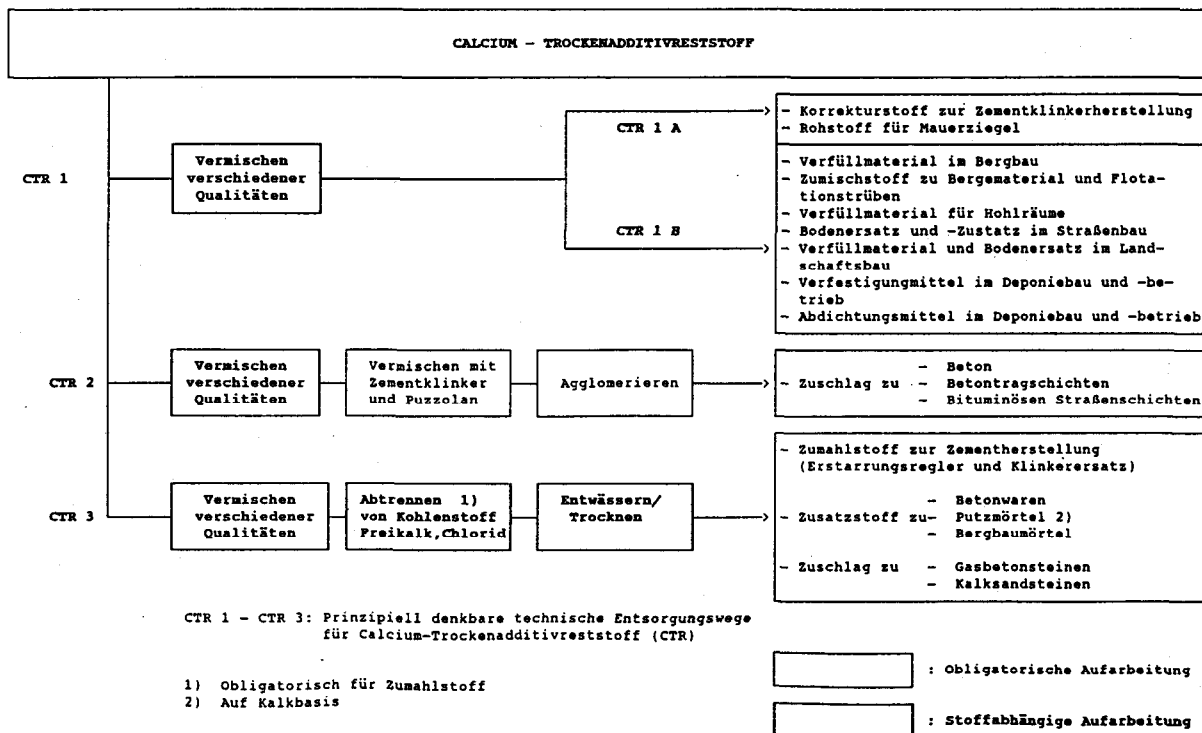 CALCIUM - TROCKENADDITIVRESTSTOFF
CTR 1
Vermischen
verschiedener
Qualitäten
CTR 1 A
- Korrekturstoff zur Zementklinkerherstellung
- Rohstoff für Mauerziegel
CTR 1 B
- Verfüllmaterial im Bergbau
- Zumischstoff zu Bergematerial und Flota-
tionstrüben
- Verfüllmaterial für Hohlräume
- Bodenersatz und -Zustatz im Straßenbau
- Verfüllmaterial und Bodenersatz im Land-
schaftsbau
- Verfestigungmittel im Deponiebau und -be-
trieb
- Abdichtungsmittel im Deponiebau und -betrieb
CTR 2
Vermischen
verschiedener
Qualitäten
Vermischen mit
Zementklinker
und Puzzolan
Agglomerieren
- Beton
- Zuschlag zu - Betontragschichten
- Bituminösen Straßenschichten
CTR 3
Vermischen
verschiedener
Qualitäten
Abtrennen 1)
von Kohlenstoff
Freikalk,Chlorid
Entwässern/
Trocknen
- Zumahlstoff zur Zementherstellung
(Erstarrungsregler und Klinkerersatz)
- Betonwaren
- Zusatzstoff zu- Putzmörtel 2)
- Bergbaumörtel
- Zuschlag zu - Gasbetonsteinen
- Kalksandsteinen
CTR 1 - CTR 3: Prinzipiell denkbare technische Entsorgungswege
für Calcium-Trockenadditivreststoff (CTR)
1) Obligatorisch für Zumahlstoff
2) Auf Kalkbasis
: Obligatorische Aufarbeitung
: Stoffabhängige Aufarbeitung